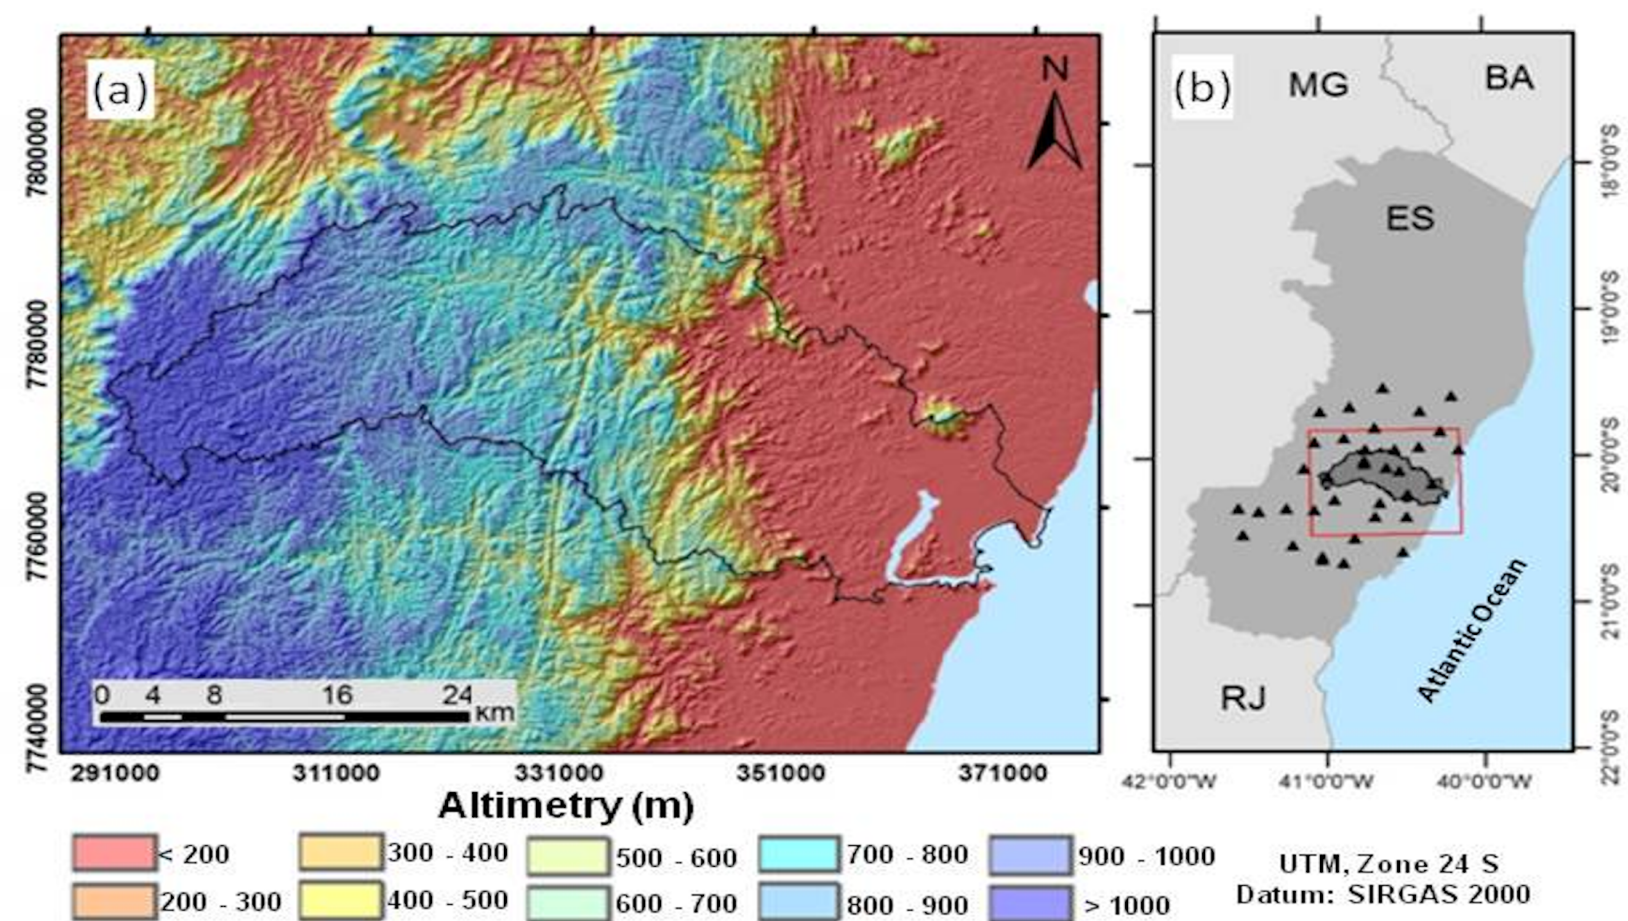 (a)
N
7800000
7780000
7760000
7740000
0 4 8 16 24
км
291000 311000 331000 351000 371000
(b)
MG
BA
ES
RJ
Atlantic Ocean
18°0'0"S
19°0'0"S
20°0'0"S
21°0'0"S
22°0'0"S
42°0'0"W 41°0'0"W 40°0'0"W
Altimetry (m)
< 200
200 - 300
300 - 400
400 - 500
500 - 600
600 - 700
700 - 800
800 - 900
900 - 1000
> 1000
UTM, Zone 24 S
Datum: SIRGAS 2000